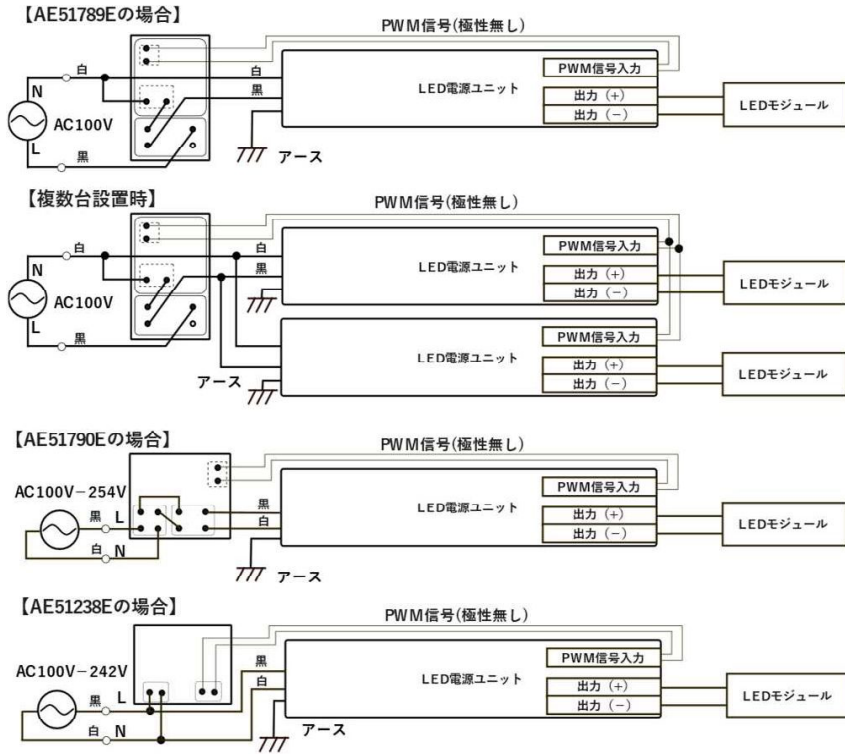 【AE51789Eの場合】
PWM信号(極性無し)
白
白
PWM信号入力
N
LED電源ユニット
黒
出力（+）
LEDモジュール
AC100V
出力（−）
L
黒
アース
【複数台設置時】
PWM信号(極性無し)
白
白
PWM信号入力
N
LED電源ユニット
黒
出力（+）
LEDモジュール
AC100V
出力（−）
L
黒
PWM信号入力
LED電源ユニット
出力（+）
LEDモジュール
アース
出力（−）
【AE51790Eの場合】
PWM信号(極性無し)
AC100V−254V
PWM信号入力
黒
LED電源ユニット
黒 L
白
出力（+）
LEDモジュール
出力（−）
白 N
アース
【AE51238Eの場合】
PWM信号(極性無し)
黒
PWM信号入力
AC100V−242V
白
LED電源ユニット
黒 L
出力（+）
LEDモジュール
出力（−）
白 N
アース